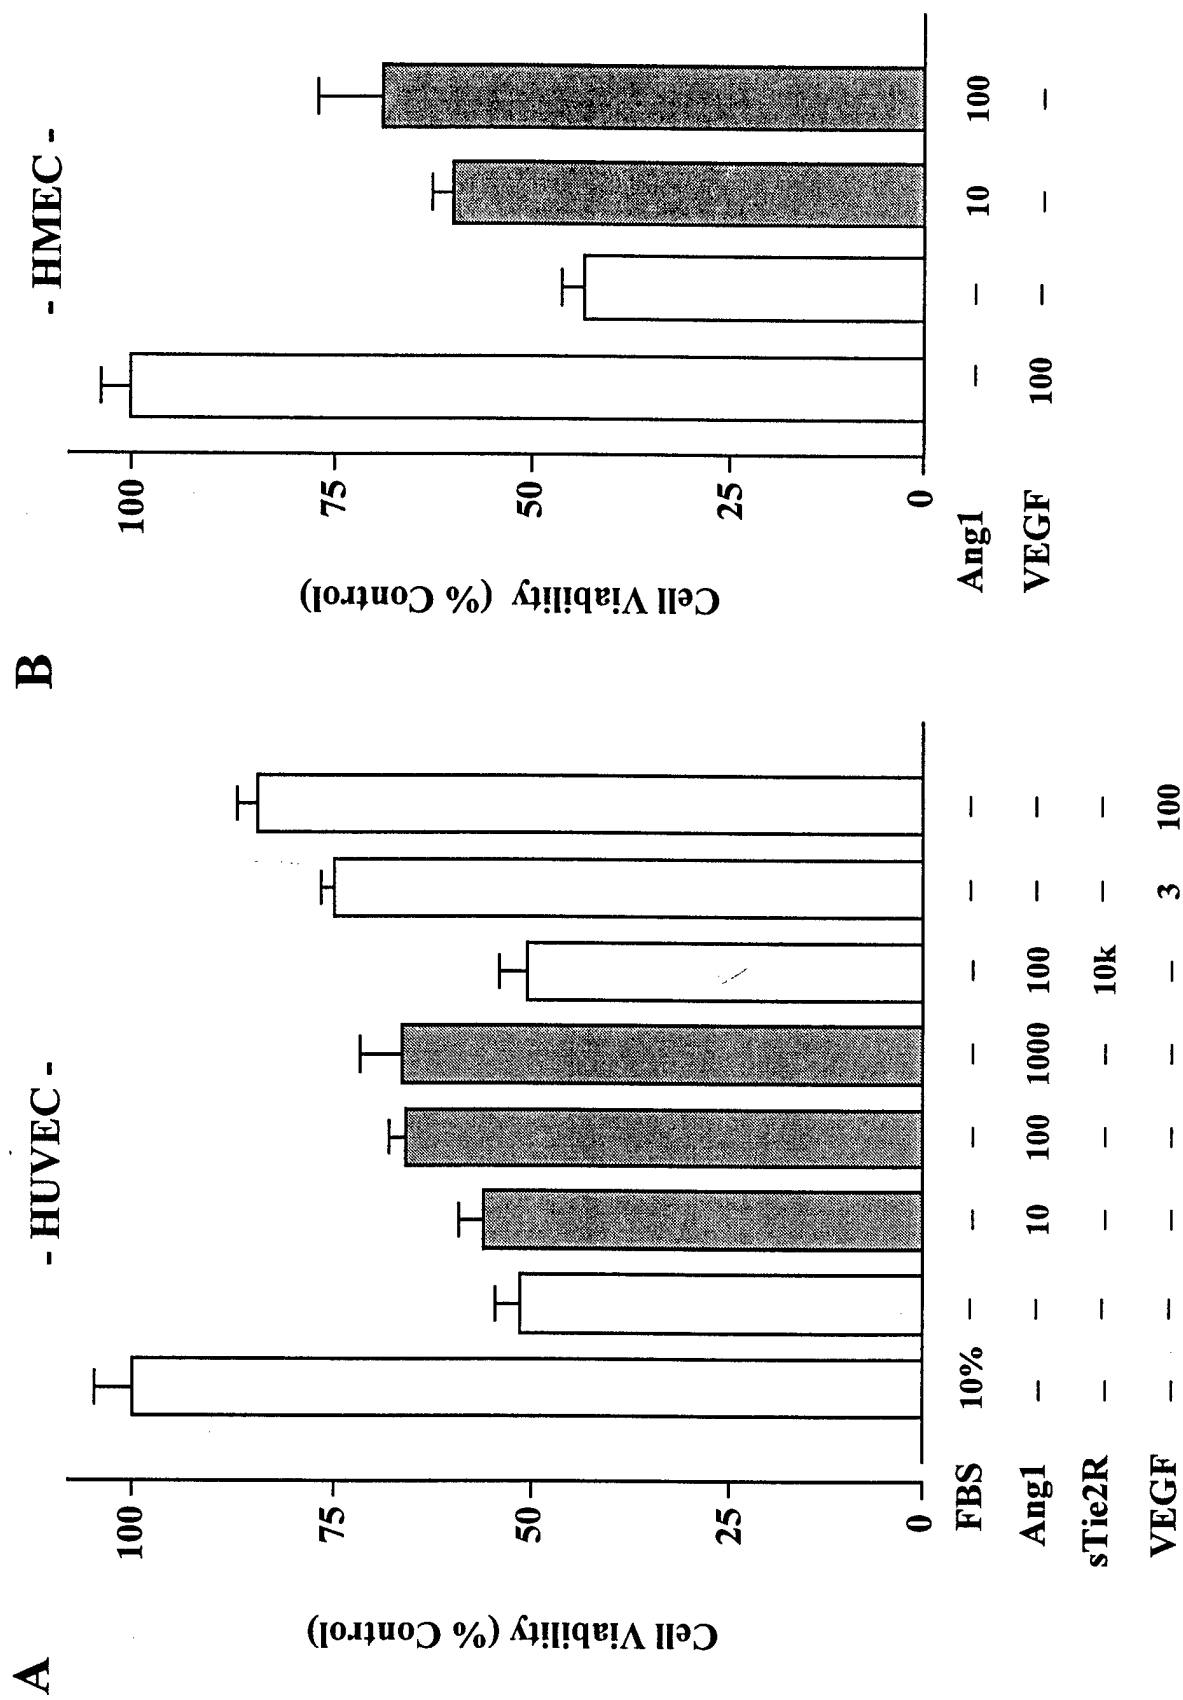 A
- HUVEC -
Cell Viability (% Control)
100
75
50
25
0
FBS 10% – – – – – – –
Ang1 – – 10 100 1000 100 – –
sTie2R – – – – – 10k – –
VEGF – – – – – – 3 100
B
- HMEC -
Cell Viability (% Control)
100
75
50
25
0
Ang1 – – 10 100
VEGF 100 – – –